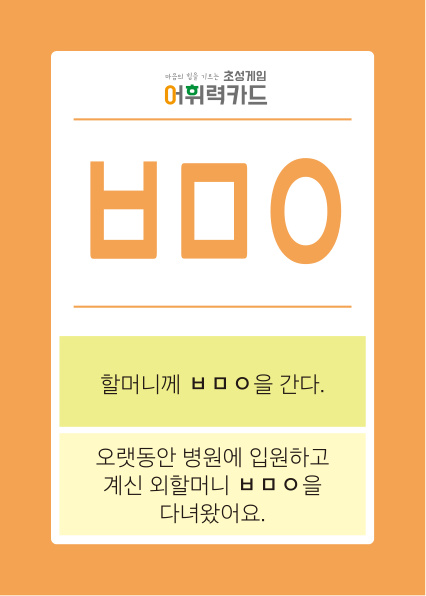 마음의 힘을 기르는 초성게임
어휘력카드
ㅂㅁㅇ
할머니께 ㅂㅁㅇ을 간다.
오랫동안 병원에 입원하고
계신 외할머니 ㅂㅁㅇ을
다녀왔어요.